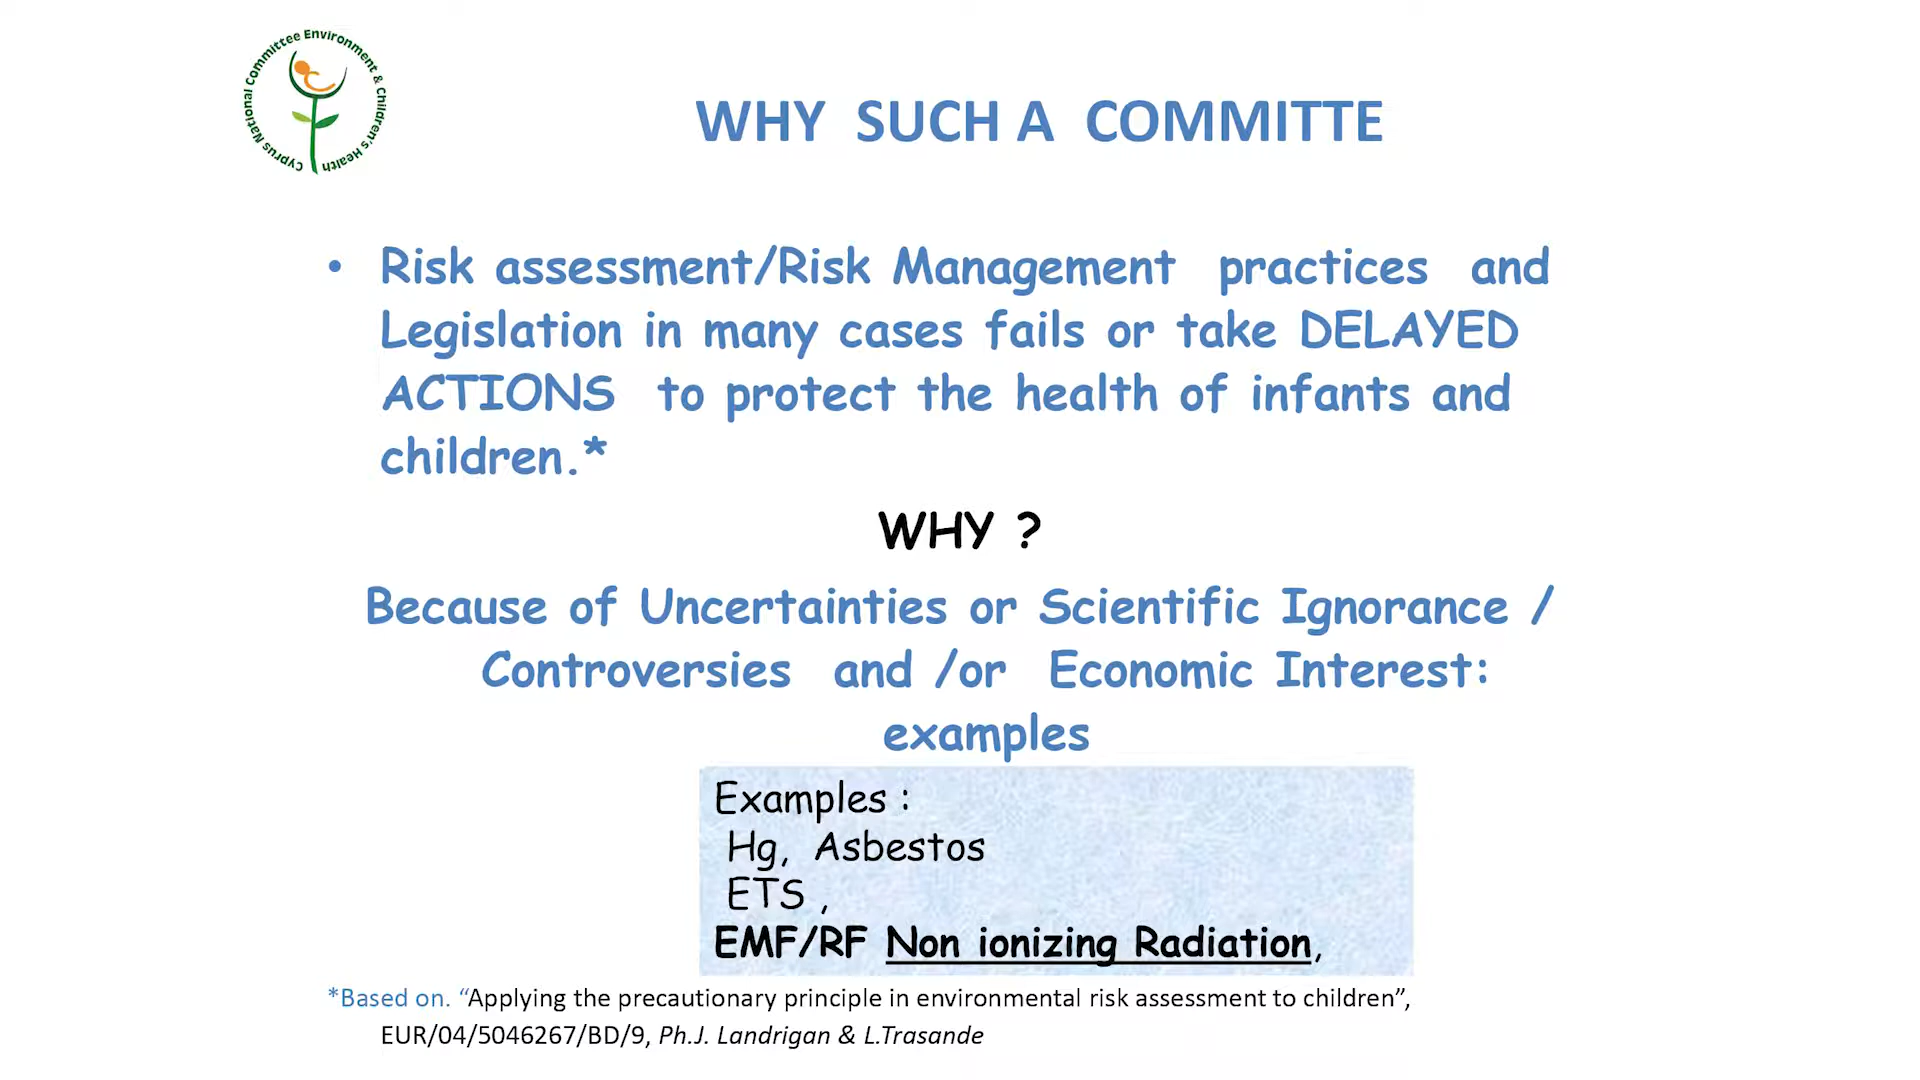 Cyprus National Committee Environment & Children's Health
WHY SUCH A COMMITTE
• Risk assessment/Risk Management practices and
Legislation in many cases fails or take DELAYED
ACTIONS to protect the health of infants and
children.*
WHY ?
Because of Uncertainties or Scientific Ignorance /
Controversies and /or Economic Interest:
examples
Examples :
Hg, Asbestos
ETS ,
EMF/RF Non ionizing Radiation,
*Based on. “Applying the precautionary principle in environmental risk assessment to children”,
EUR/04/5046267/BD/9, Ph.J. Landrigan & L.Trasande